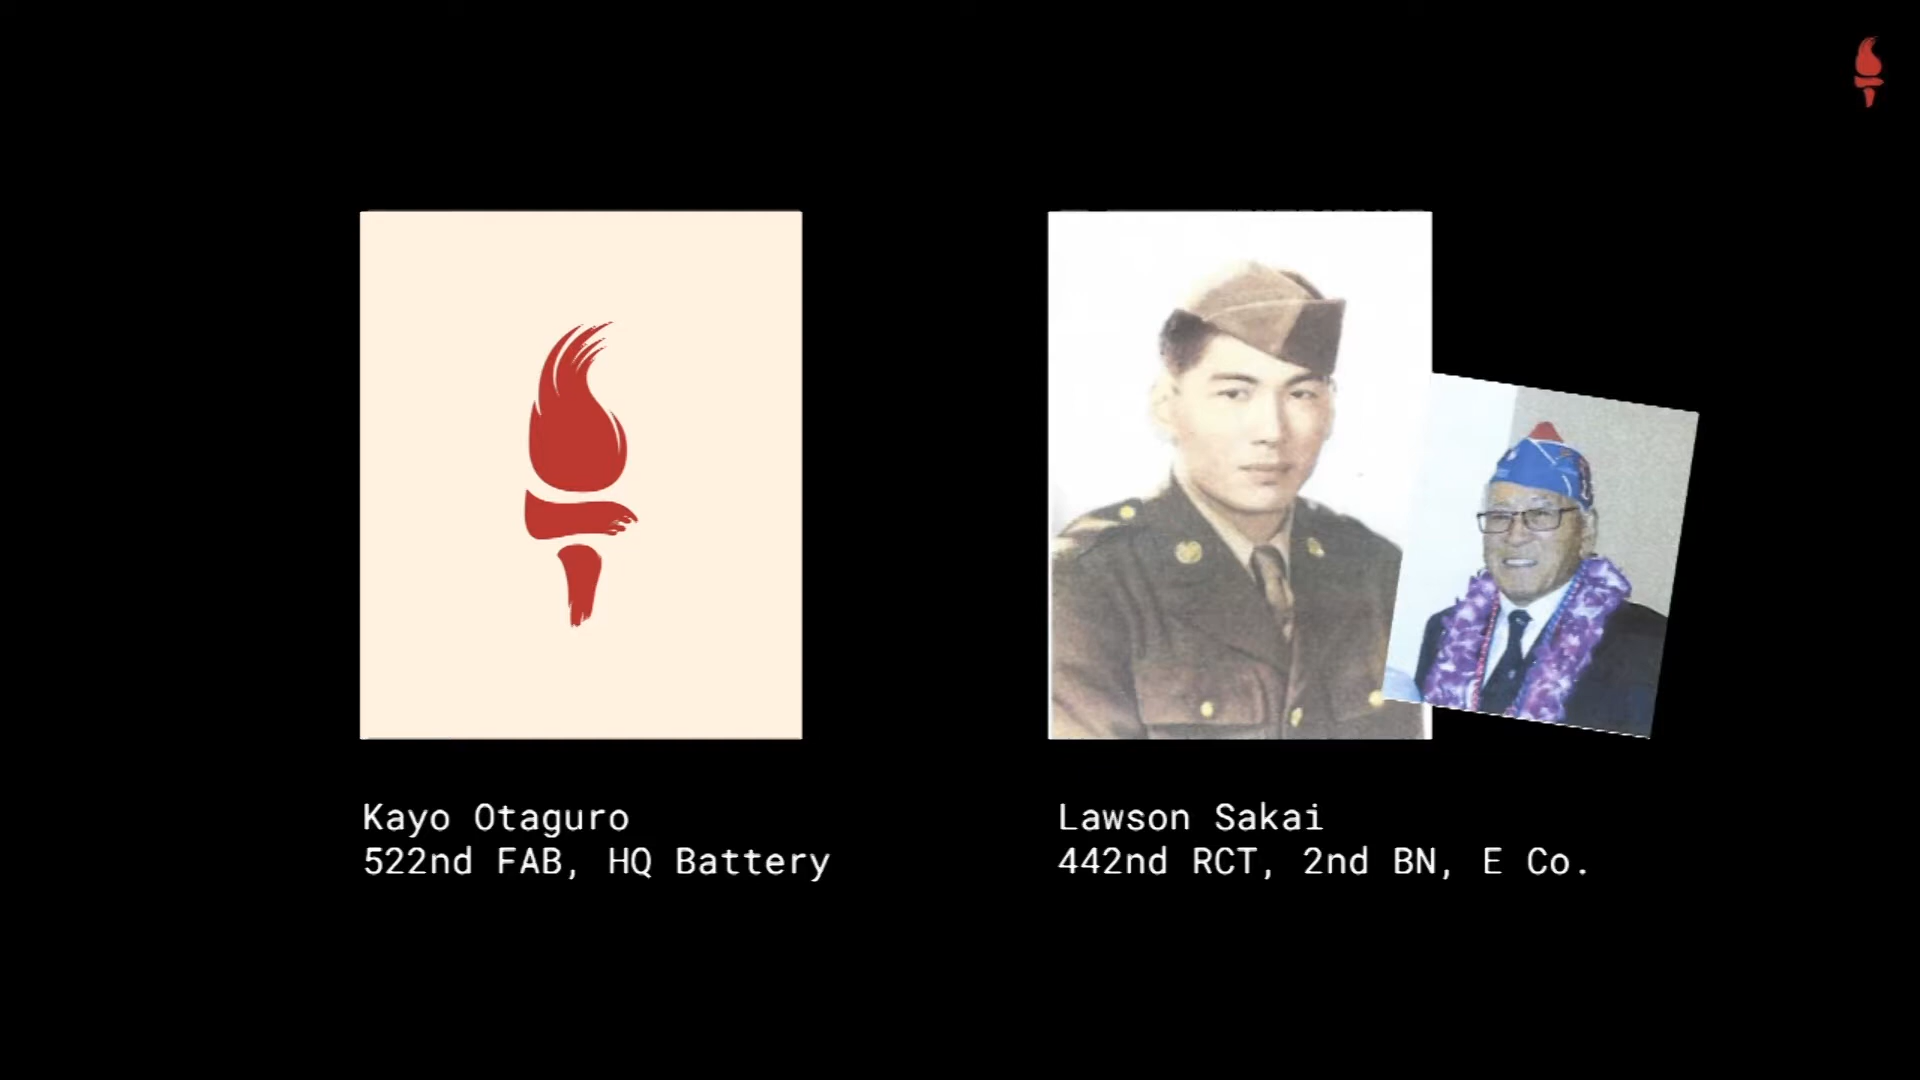 Kayo Otaguro
522nd FAB, HQ Battery
Lawson Sakai
442nd RCT, 2nd BN, E Co.